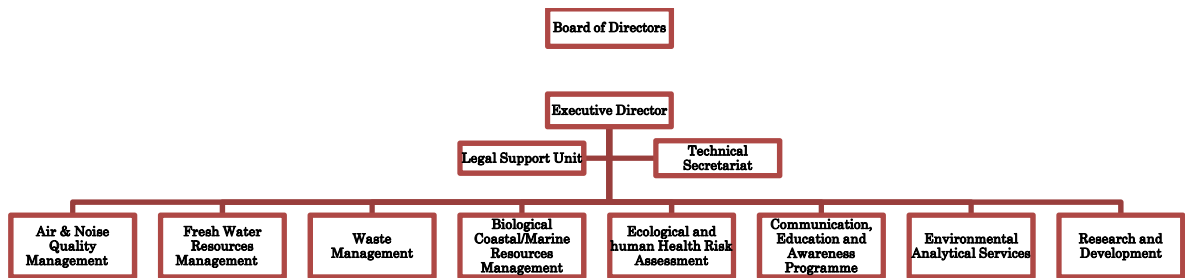 Board of Directors
Executive Director
Legal Support Unit
Technical
Secretariat
Air & Noise
Quality
Management
Fresh Water
Resources
Management
Waste
Management
Biological
Coastal/Marine
Resources
Management
Ecological and
human Health Risk
Assessment
Communication,
Education and
Awareness
Programme
Environmental
Analytical Services
Research and
Development